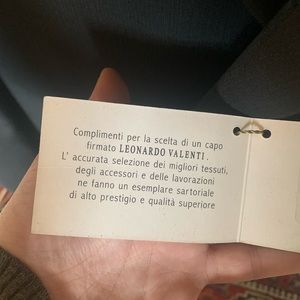 Complimenti per la scelta di un capo
firmato LEONARDO VALENTI.
L' accurata selezione dei migliori tessuti,
degli accessori e delle lavorazioni
ne fanno un esemplare sartoriale
di alto prestigio e qualità superiore